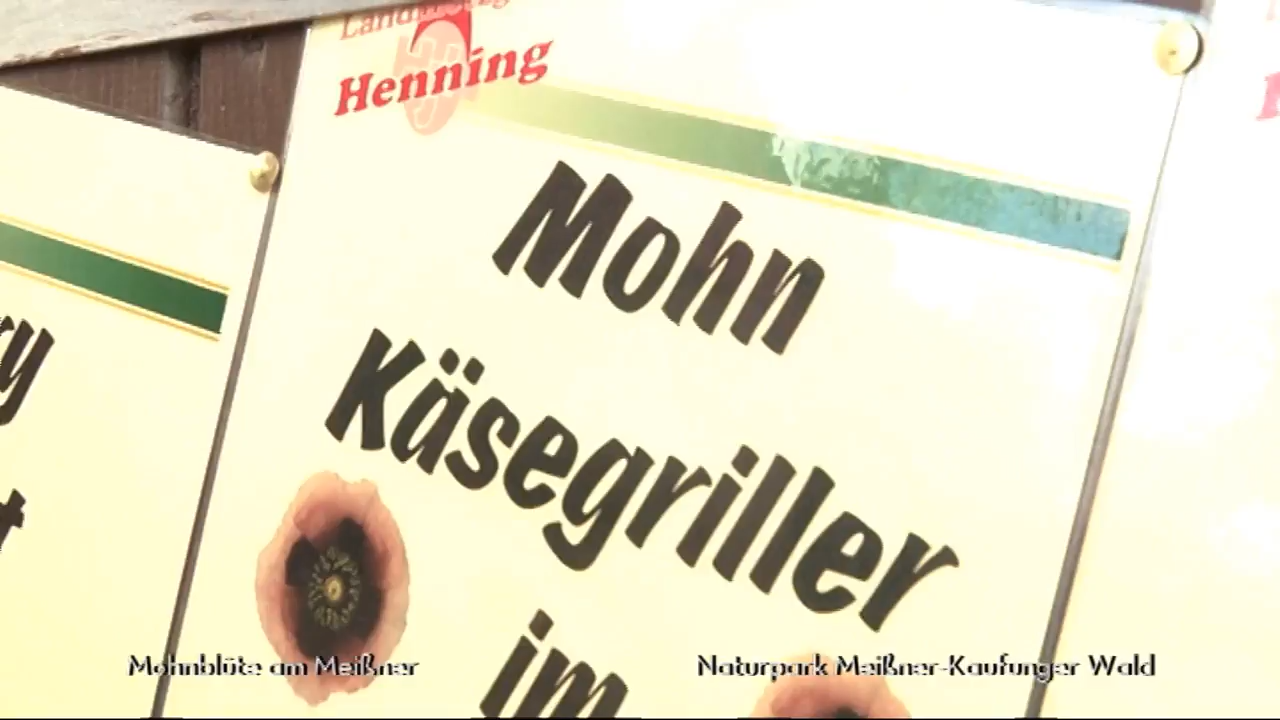 Henning
Mohn
Käsegriller
im
Mohnblüte am Meißner
Naturpark Meißner-Kaufunger Wald